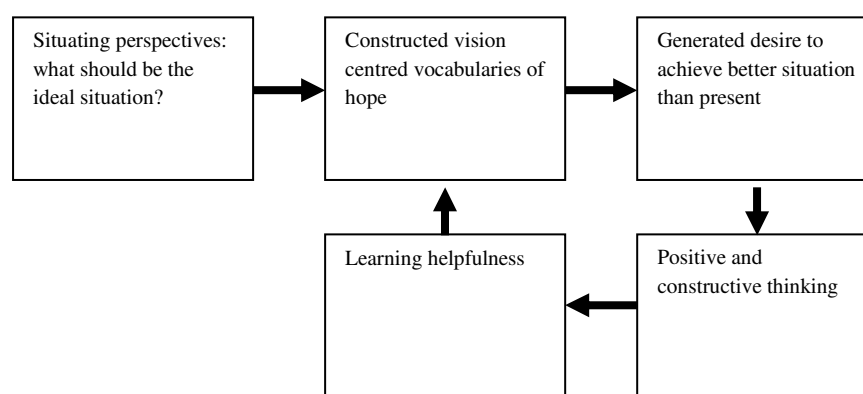 Situating perspectives:
what should be the
ideal situation?
Constructed vision
centred vocabularies of
hope
Generated desire to
achieve better situation
than present
Learning helpfulness
Positive and
constructive thinking